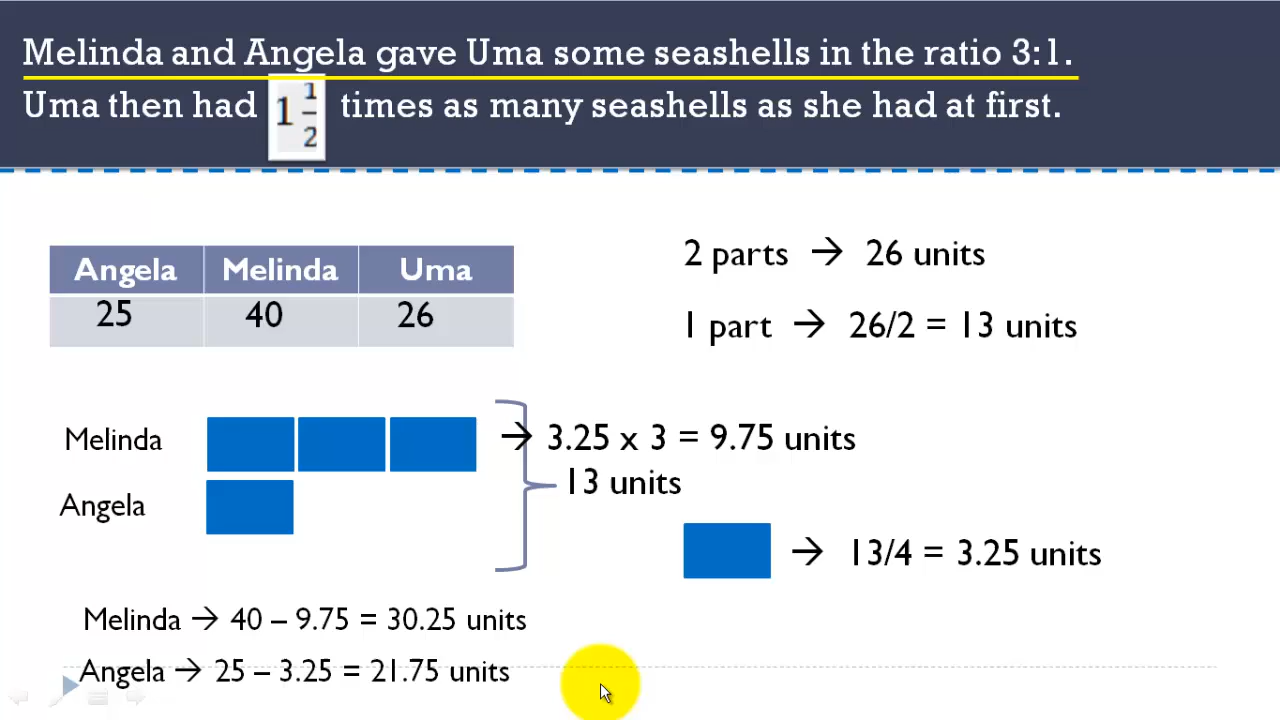 Melinda and Angela gave Uma some seashells in the ratio 3:1.
Uma then had 1 1/2 times as many seashells as she had at first.
Angela Melinda Uma
25 40 26
2 parts → 26 units
1 part → 26/2 = 13 units
Melinda → 3.25 x 3 = 9.75 units
13 units
Angela
→ 13/4 = 3.25 units
Melinda → 40 – 9.75 = 30.25 units
Angela → 25 – 3.25 = 21.75 units